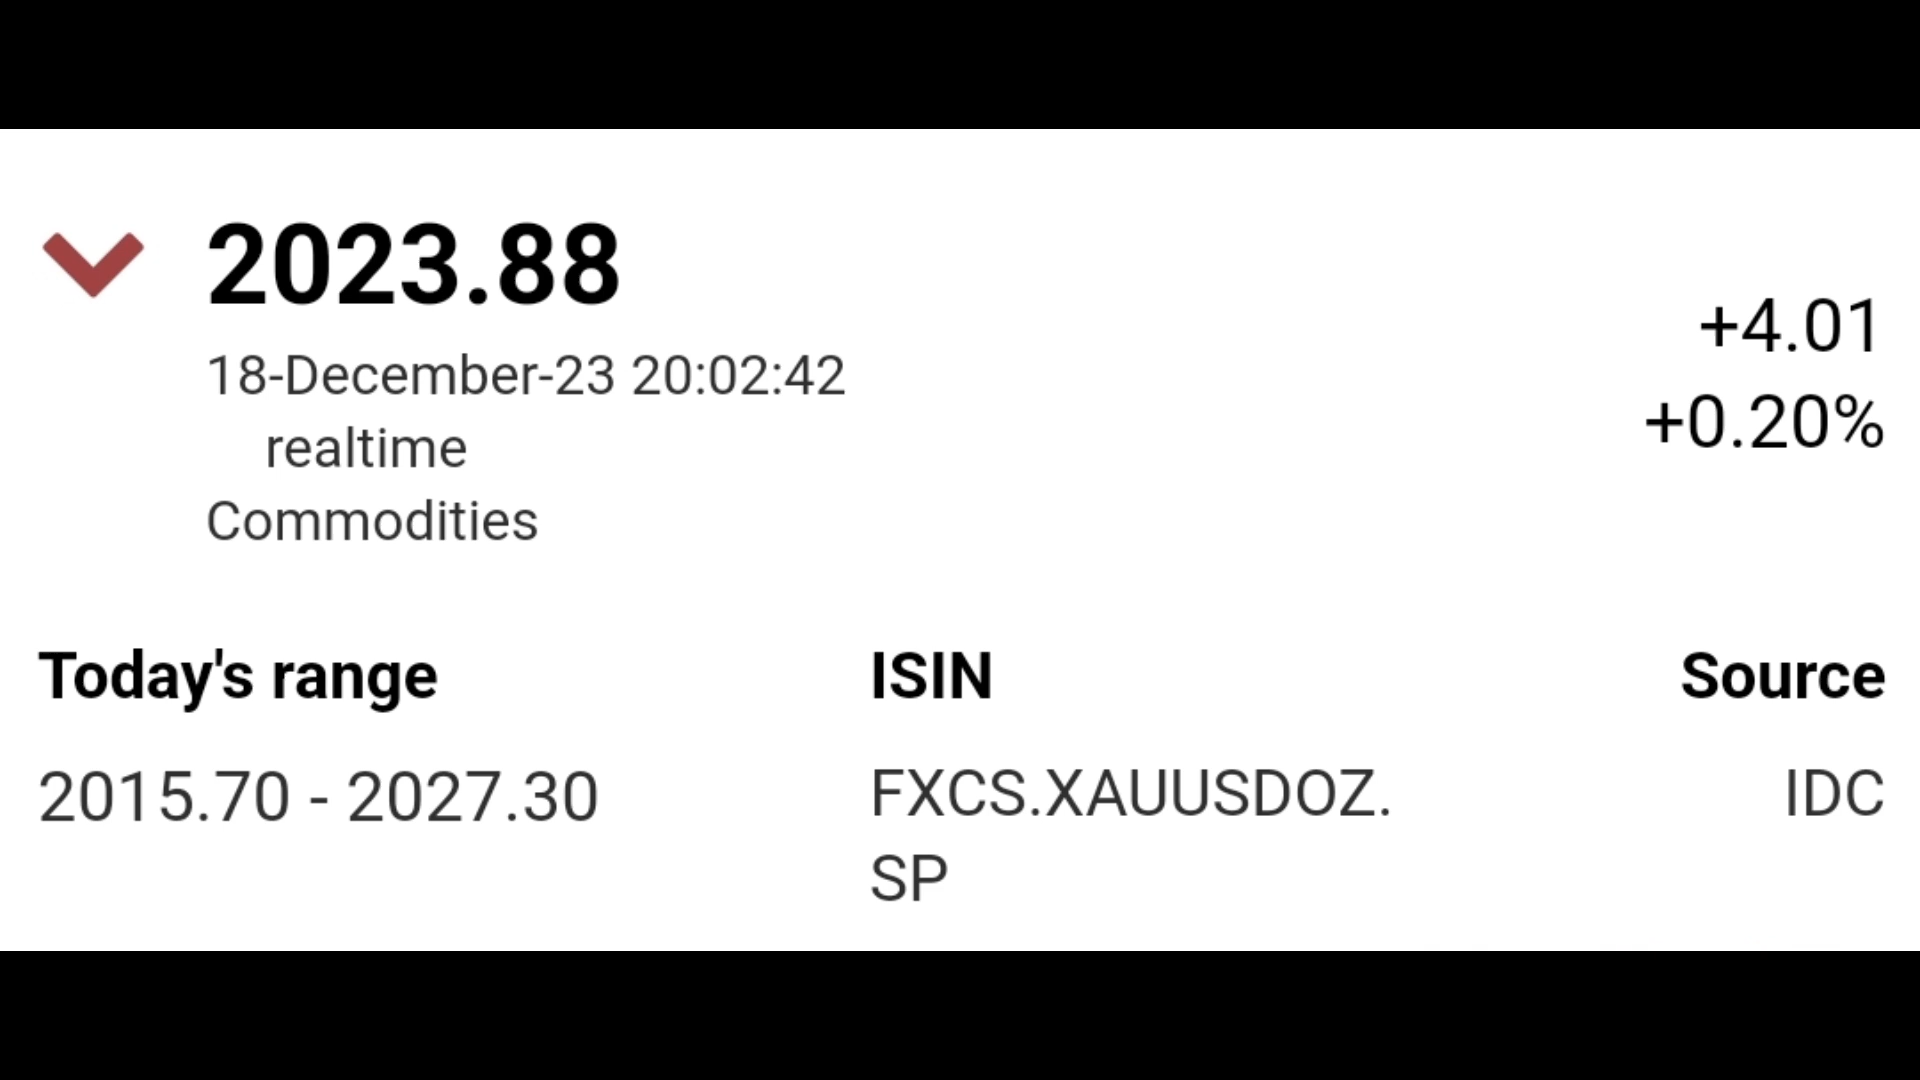 2023.88
+4.01
18-December-23 20:02:42
+0.20%
realtime
Commodities
Today's range
ISIN
Source
2015.70 - 2027.30
FXCS.XAUUSDOZ.
SP
IDC